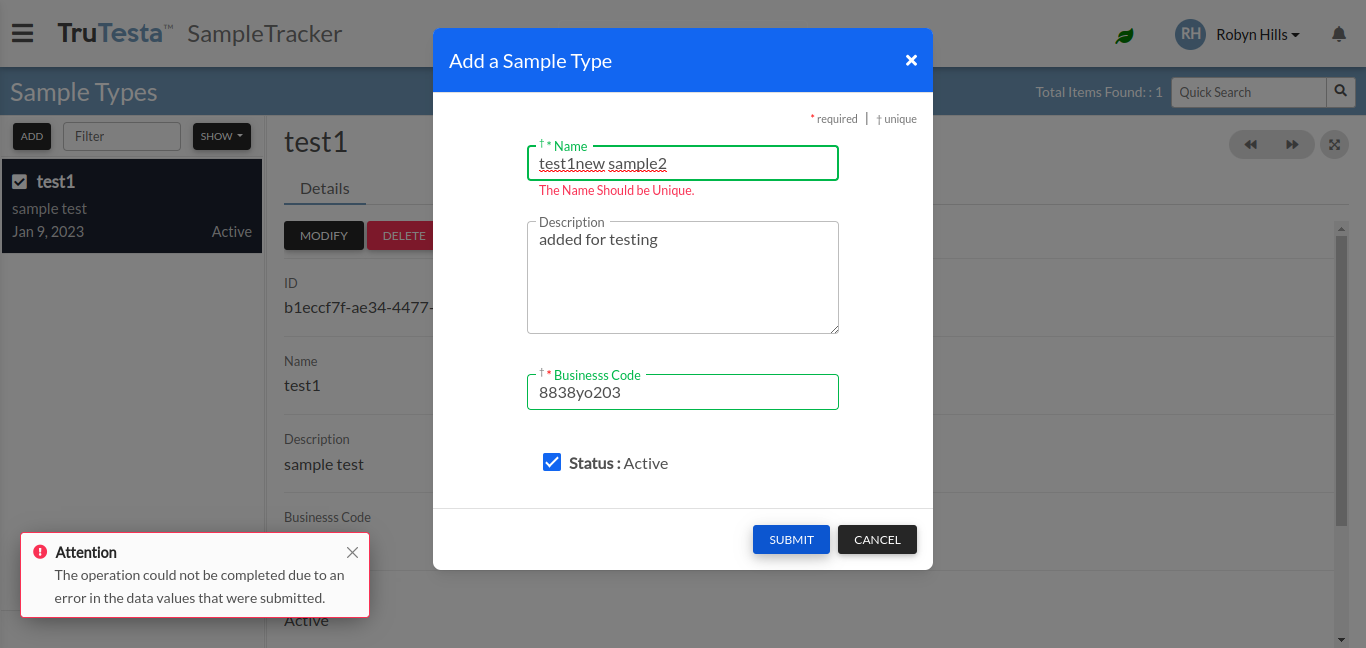 TruTesta™ SampleTracker
RH Robyn Hills
Sample Types
Total Items Found: : 1
Quick Search
ADD
Filter
SHOW
test1
sample test
Jan 9, 2023 Active
test1
Details
MODIFY
DELETE
ID
b1eccf7f-ae34-4477-
Name
test1
Description
sample test
Businesss Code
Active
Add a Sample Type
* required | † unique
† * Name
test1new sample2
The Name Should be Unique.
Description
added for testing
† * Businesss Code
8838yo203
Status : Active
SUBMIT
CANCEL
Attention
The operation could not be completed due to an
error in the data values that were submitted.